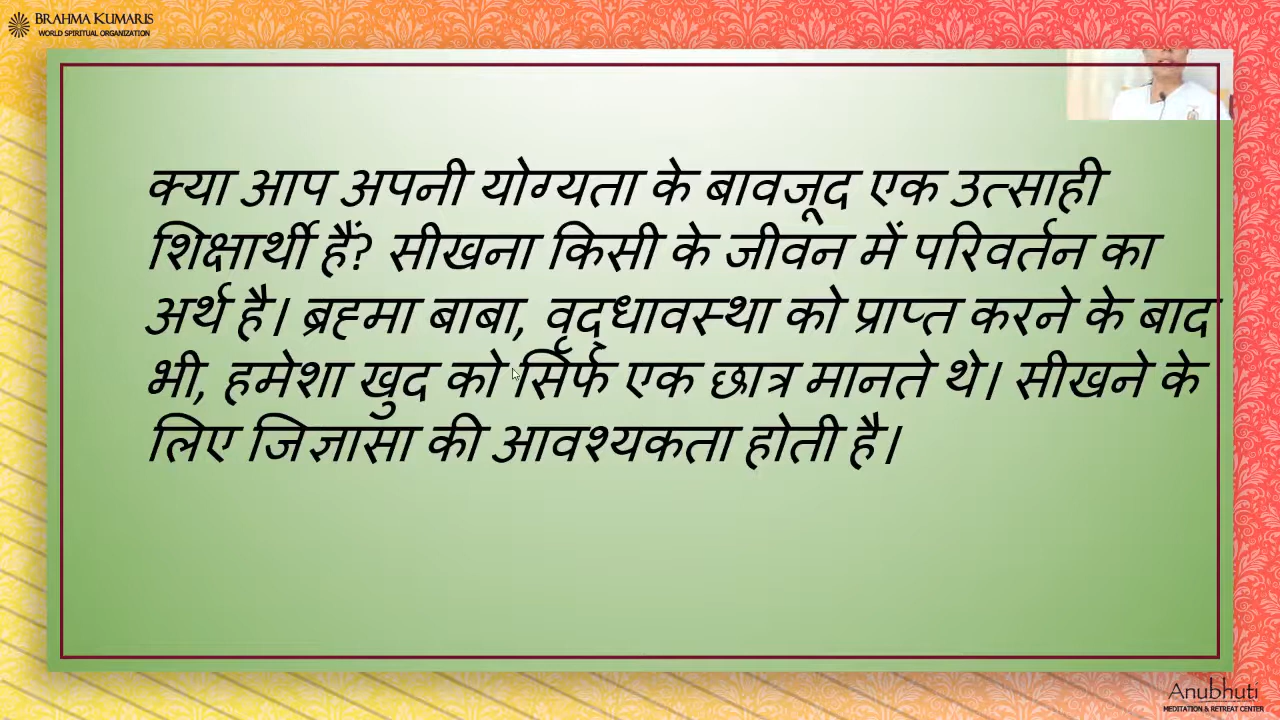 BRAHMA KUMARIS
WORLD SPIRITUAL ORGANIZATION
क्या आप अपनी योग्यता के बावजूद एक उत्साही
शिक्षार्थी हैं? सीखना किसी के जीवन में परिवर्तन का
अर्थ है। ब्रह्मा बाबा, वृद्धावस्था को प्राप्त करने के बाद
भी, हमेशा खुद को सिर्फ एक छात्र मानते थे। सीखने के
लिए जिज्ञासा की आवश्यकता होती है।
Anubhuti
MEDITATION & RETREAT CENTER